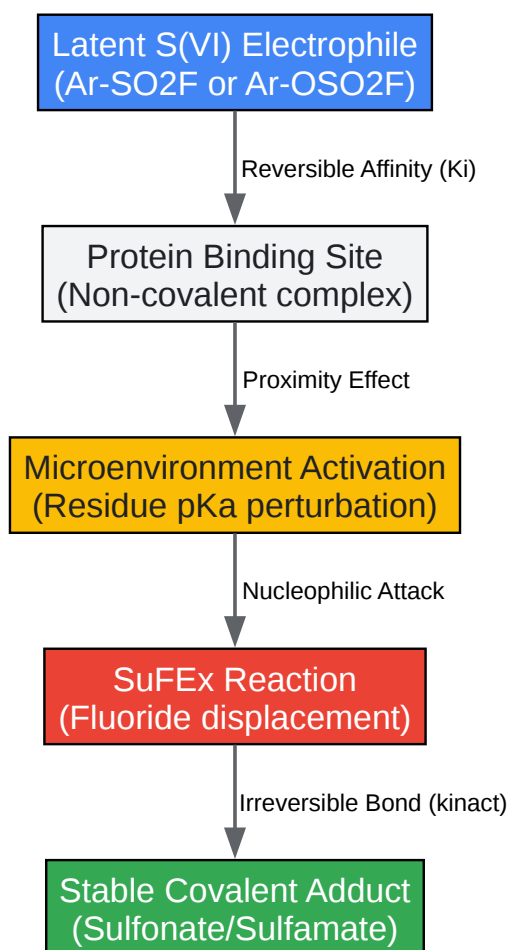 Latent S(VI) Electrophile
(Ar-SO2F or Ar-OSO2F)
Reversible Affinity (Ki)
Protein Binding Site
(Non-covalent complex)
Proximity Effect
Microenvironment Activation
(Residue pKa perturbation)
Nucleophilic Attack
SuFEx Reaction
(Fluoride displacement)
Irreversible Bond (kinact)
Stable Covalent Adduct
(Sulfonate/Sulfamate)